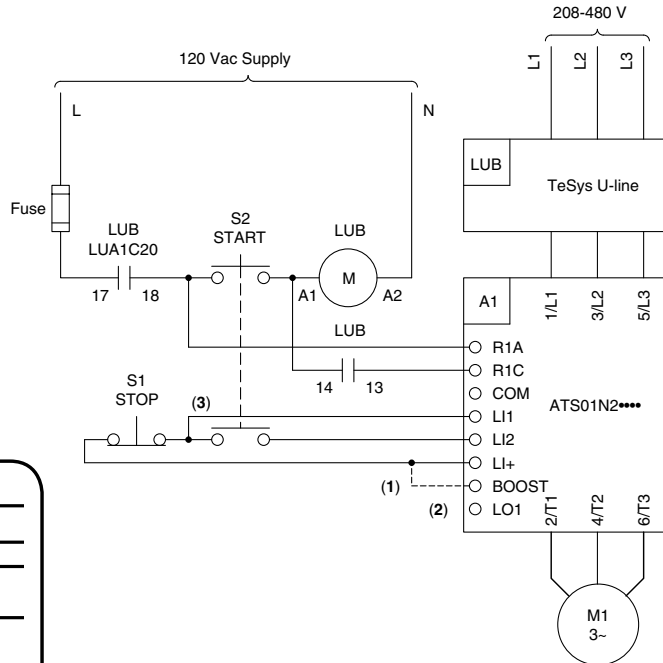 208-480 V
L1
L2
L3
120 Vac Supply
L
N
LUB
TeSys U-line
Fuse
LUB
LUA1C20
17
18
S2
START
LUB
A1
M
A2
LUB
14
13
A1
1/L1
3/L2
5/L3
R1A
R1C
COM
LI1
LI2
LI+
BOOST
LO1
ATS01N2••••
S1
STOP
(3)
(1)
(2)
2/T1
4/T2
6/T3
M1
3~